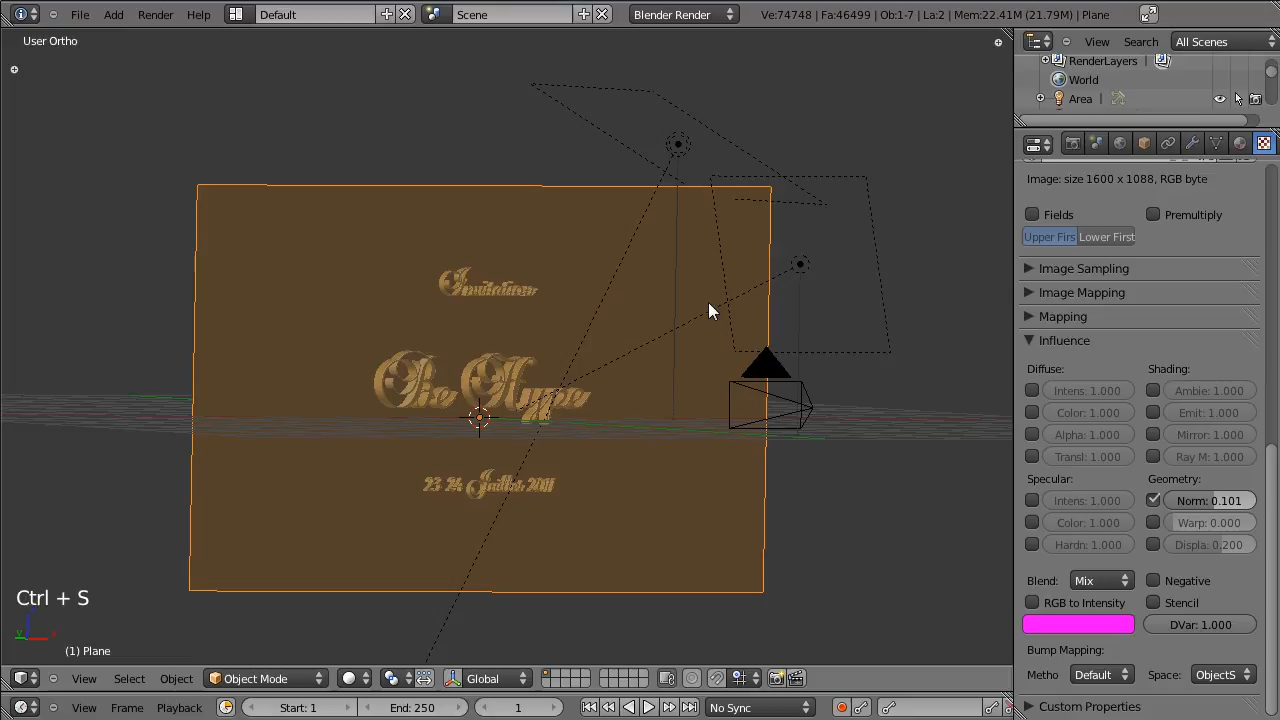 File Add Render Help Default Scene Blender Render Ve:74748 | Fa:46499 | Ob:1-7 | La:2 | Mem:22.41M (21.79M) | Plane
User Ortho
View Search All Scenes
RenderLayers
World
Area
Image: size 1600 x 1088, RGB byte
Fields Premultiply
Upper Firs Lower First
Image Sampling
Image Mapping
Mapping
Influence
Diffuse: Shading:
Intens: 1.000 Ambie: 1.000
Color: 1.000 Emit: 1.000
Alpha: 1.000 Mirror: 1.000
Transl: 1.000 Ray M: 1.000
Specular: Geometry:
Intens: 1.000 Norm: 0.101
Color: 1.000 Warp: 0.000
Hardn: 1.000 Displa: 0.200
Blend: Mix Negative
RGB to Intensity Stencil
DVar: 1.000
Bump Mapping:
Metho Default Space: ObjectS
Custom Properties
23 24 Juillet 2011
Ctrl + S
(1) Plane
View Select Object Object Mode Global
View Frame Playback Start: 1 End: 250 1 No Sync